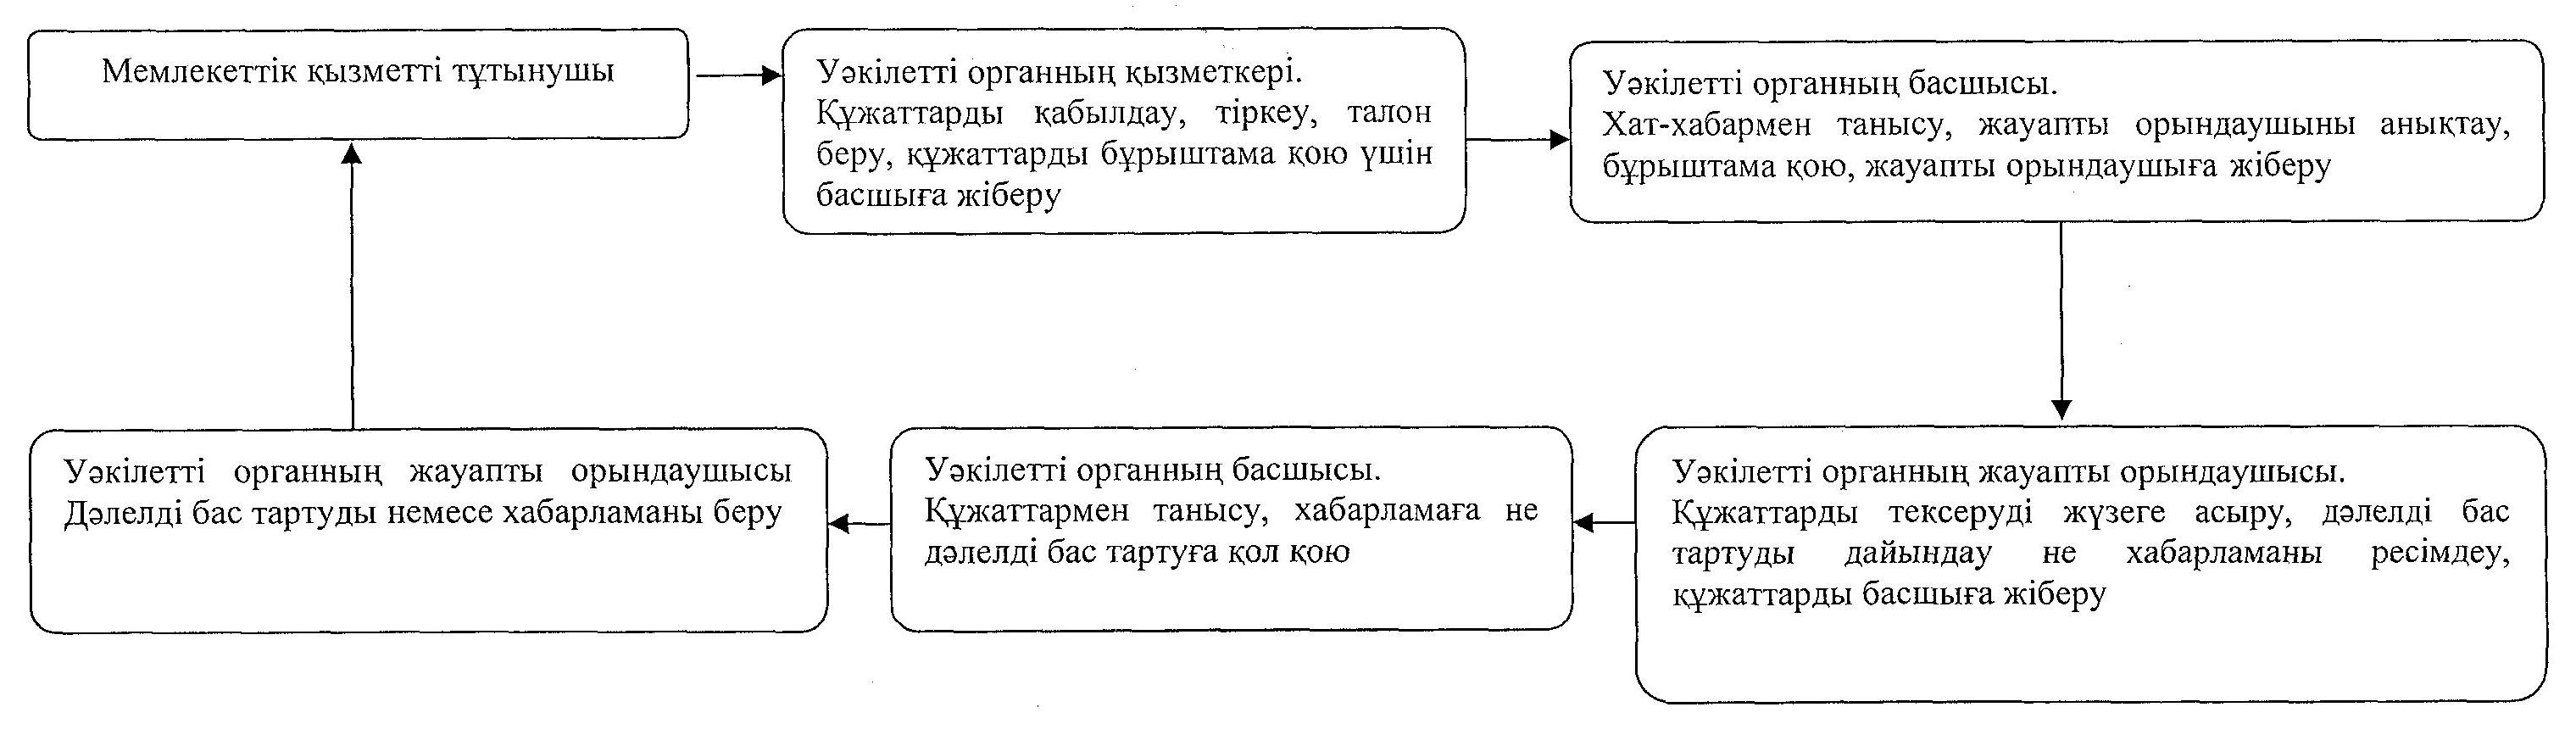 Мемлекеттік қызметті тұтынушы
Уәкілетті органның қызметкері.
Құжаттарды қабылдау, тіркеу, талон
беру, құжаттарды бұрыштама қою үшін
басшыға жіберу
Уәкілетті органның басшысы.
Хат-хабармен танысу, жауапты орындаушыны анықтау,
бұрыштама қою, жауапты орындаушыға жіберу
Уәкілетті органның жауапты орындаушысы.
Құжаттарды тексеруді жүзеге асыру, дәлелді бас
тартуды дайындау не хабарламаны ресімдеу,
құжаттарды басшыға жіберу
Уәкілетті органның басшысы.
Құжаттармен танысу, хабарламаға не
дәлелді бас тартуға қол қою
Уәкілетті органның жауапты орындаушысы
Дәлелді бас тартуды немесе хабарламаны беру